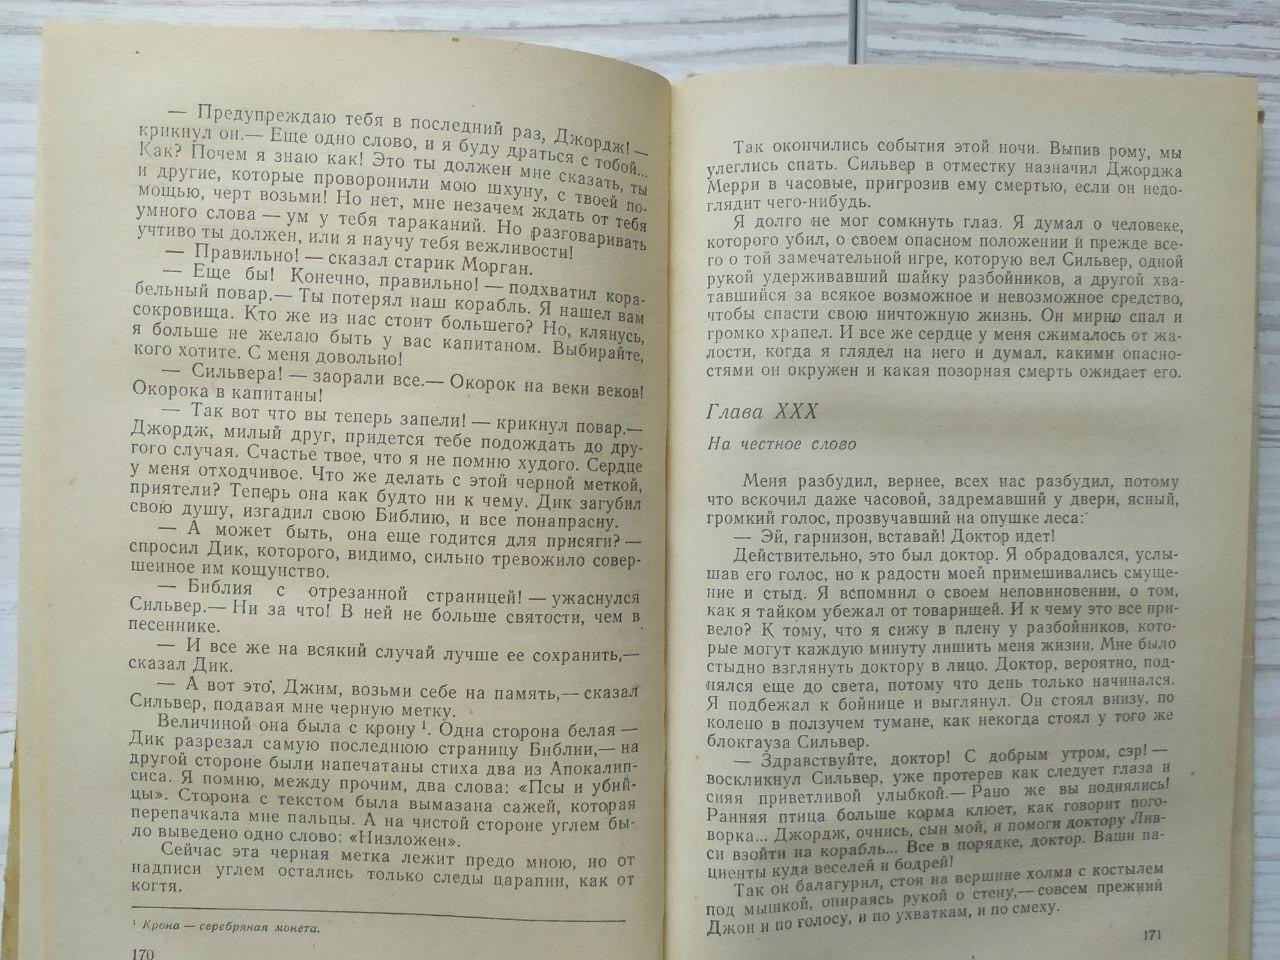 — Предупреждаю тебя в последний раз, Джордж! —
крикнул он.— Еще одно слово, и я буду драться с тобой...
Как? Почем я знаю как! Это ты должен мне сказать, ты
и другие, которые проворонили мою шхуну, с твоей по-
мощью, черт возьми! Но нет, мне незачем ждать от тебя
умного слова — ум у тебя тараканий. Но разговаривать
учтиво ты должен, или я научу тебя вежливости!
— Правильно! — сказал старик Морган.
— Еще бы! Конечно, правильно! — подхватил кора-
бельный повар.— Ты потерял наш корабль. Я нашел вам
сокровища. Кто же из нас стоит большего? Но, клянусь,
я больше не желаю быть у вас капитаном. Выбирайте,
кого хотите. С меня довольно!
— Сильвера! — заорали все.— Окорок на веки веков!
Окорока в капитаны!
— Так вот что вы теперь запели! — крикнул повар.—
Джордж, милый друг, придется тебе подождать до дру-
гого случая. Счастье твое, что я не помню худого. Сердце
у меня отходчивое. Что же делать с этой черной меткой,
приятели? Теперь она как будто ни к чему. Дик загубил
свою душу, изгадил свою Библию, и все понапрасну.
— А может быть, она еще годится для присяги? —
спросил Дик, которого, видимо, сильно тревожило совер-
шенное им кощунство.
— Библия с отрезанной страницей! — ужаснулся
Сильвер.— Ни за что! В ней не больше святости, чем в
песеннике.
— И все же на всякий случай лучше ее сохранить,—
сказал Дик.
— А вот это, Джим, возьми себе на память,— сказал
Сильвер, подавая мне черную метку.
Величиной она была с крону ¹. Одна сторона белая —
Дик разрезал самую последнюю страницу Библии,— на
другой стороне были напечатаны стиха два из Апокалип-
сиса. Я помню, между прочим, два слова: «Псы и убий-
цы». Сторона с текстом была вымазана сажей, которая
перепачкала мне пальцы. А на чистой стороне углем бы-
ло выведено одно слово: «Низложен».
Сейчас эта черная метка лежит предо мною, но от
надписи углем остались только следы царапин, как от
когтя.
¹ Крона — серебряная монета.
170
Так окончились события этой ночи. Выпив рому, мы
улеглись спать. Сильвер в отместку назначил Джорджа
Мерри в часовые, пригрозив ему смертью, если он недо-
глядит чего-нибудь.
Я долго не мог сомкнуть глаз. Я думал о человеке,
которого убил, о своем опасном положении и прежде все-
го о той замечательной игре, которую вел Сильвер, одной
рукой удерживавший шайку разбойников, а другой хва-
тавшийся за всякое возможное и невозможное средство,
чтобы спасти свою ничтожную жизнь. Он мирно спал и
громко храпел. И все же сердце у меня сжималось от жа-
лости, когда я глядел на него и думал, какими опасно-
стями он окружен и какая позорная смерть ожидает его.
Глава XXX
На честное слово
Меня разбудил, вернее, всех нас разбудил, потому
что вскочил даже часовой, задремавший у двери, ясный,
громкий голос, прозвучавший на опушке леса:
— Эй, гарнизон, вставай! Доктор идет!
Действительно, это был доктор. Я обрадовался, услы-
шав его голос, но к радости моей примешивались смуще-
ние и стыд. Я вспомнил о своем неповиновении, о том,
как я тайком убежал от товарищей. И к чему это все при-
вело? К тому, что я сижу в плену у разбойников, кото-
рые могут каждую минуту лишить меня жизни. Мне было
стыдно взглянуть доктору в лицо. Доктор, вероятно, под-
нялся еще до света, потому что день только начинался.
Я подбежал к бойнице и выглянул. Он стоял внизу, по
колено в ползучем тумане, как некогда стоял у того же
блокгауза Сильвер.
— Здравствуйте, доктор! С добрым утром, сэр! —
воскликнул Сильвер, уже протерев как следует глаза и
сияя приветливой улыбкой.— Рано же вы поднялись!
Ранняя птица больше корма клюет, как говорит пого-
ворка... Джордж, очнись, сын мой, и помоги доктору Лив-
си взойти на корабль... Все в порядке, доктор. Ваши па-
циенты куда веселей и бодрей!
Так он балагурил, стоя на вершине холма с костылем
под мышкой, опираясь рукой о стену,— совсем прежний
Джон и по голосу, и по ухваткам, и по смеху.
171